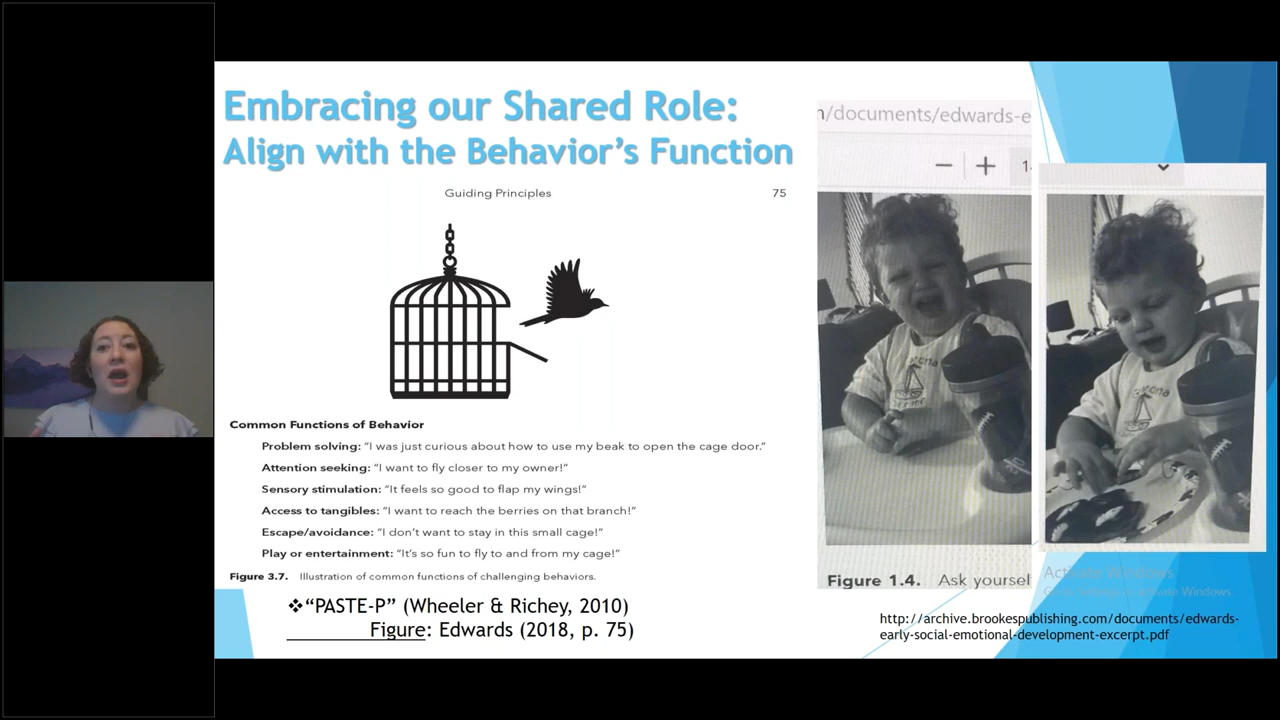 Embracing our Shared Role:
Align with the Behavior's Function
Guiding Principles 75
Common Functions of Behavior
Problem solving: "I was just curious about how to use my beak to open the cage door."
Attention seeking: "I want to fly closer to my owner!"
Sensory stimulation: "It feels so good to flap my wings!"
Access to tangibles: "I want to reach the berries on that branch!"
Escape/avoidance: "I don't want to stay in this small cage!"
Play or entertainment: "It's so fun to fly to and from my cage!"
Figure 3.7. Illustration of common functions of challenging behaviors.
❖"PASTE-P" (Wheeler & Richey, 2010)
Figure: Edwards (2018, p. 75)
/documents/edwards-e
Figure 1.4. Ask yoursel
Activate Windows
http://archive.brookespublishing.com/documents/edwards-
early-social-emotional-development-excerpt.pdf